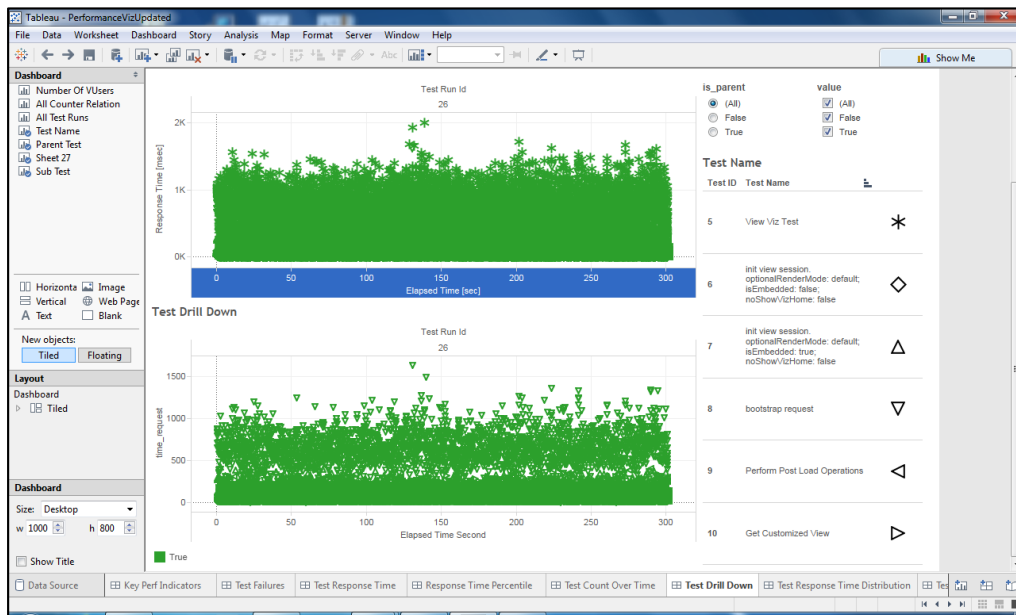 Tableau - PerformanceVizUpdated
File Data Worksheet Dashboard Story Analysis Map Format Server Window Help
Abc
Show Me
Dashboard
Number Of VUsers
All Counter Relation
All Test Runs
Test Name
Parent Test
Sheet 27
Sub Test
Horizonta Image
Vertical Web Page
A Text Blank
New objects:
Tiled Floating
Layout
Dashboard
Tiled
Dashboard
Size: Desktop
w 1000 h 800
Show Title
Test Run Id
26
2K
1K
0K
Response Time [msec]
0 50 100 150 200 250 300
Elapsed Time [sec]
Test Drill Down
Test Run Id
26
1500
1000
500
0
time_request
0 50 100 150 200 250 300
Elapsed Time Second
True
is_parent value
(All) (All)
False False
True True
Test Name
Test ID Test Name
5 View Viz Test
init view session.
optionalRenderMode: default;
6 isEmbedded: false;
noShowVizHome: false
init view session.
optionalRenderMode: default;
7 isEmbedded: true;
noShowVizHome: false
8 bootstrap request
9 Perform Post Load Operations
10 Get Customized View
Data Source Key Perf Indicators Test Failures Test Response Time Response Time Percentile Test Count Over Time Test Drill Down Test Response Time Distribution Tes